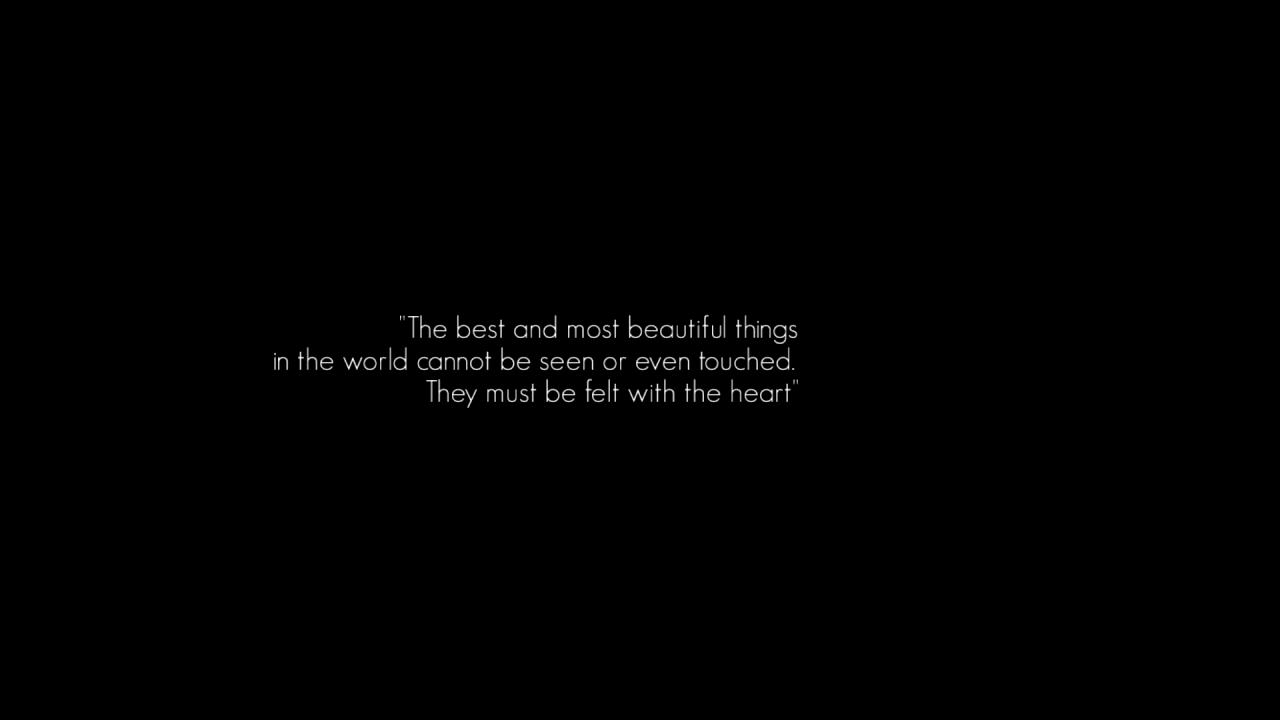 "The best and most beautiful things
in the world cannot be seen or even touched.
They must be felt with the heart"